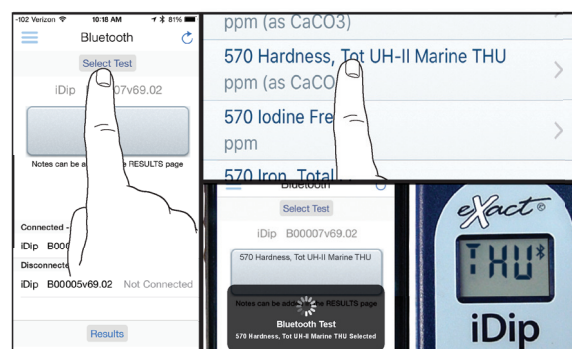 -102 Verizon 10:18 AM 81%
Bluetooth
Select Test
iDip 07v69.02
Notes can be a e RESULTS page
Connected -
iDip B000
Disconnecte
iDip B00005v69.02 Not Connected
Results
ppm (as CaCO3)
570 Hardness, Tot UH-II Marine THU
ppm (as CaCO
570 Iodine Fre
ppm
570 Iron, Total
Bluetooth
Select Test
iDip B00007v69.02
570 Hardness, Tot UH-II Marine THU
Notes can be added to the RESULTS page
Bluetooth Test
570 Hardness, Tot UH-II Marine THU Selected
eXact®
THU
iDip